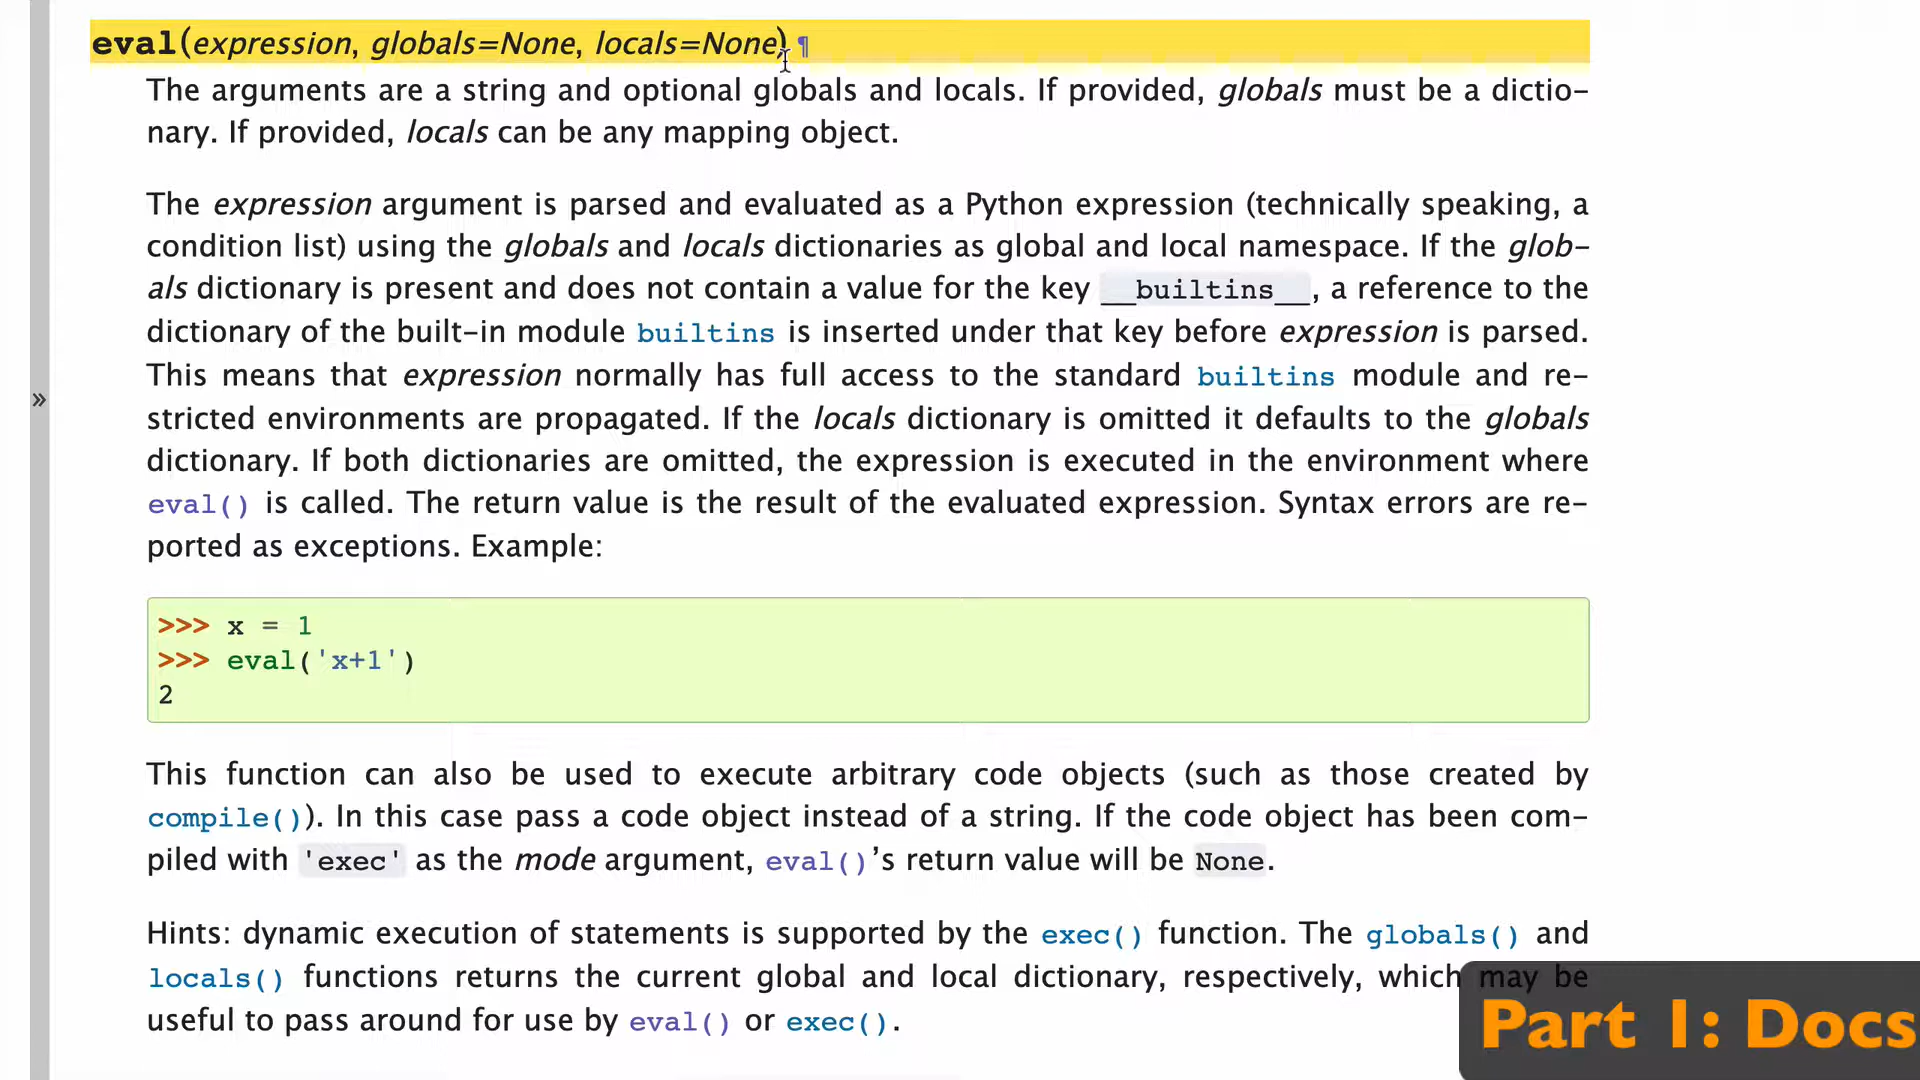 eval(expression, globals=None, locals=None) ¶
The arguments are a string and optional globals and locals. If provided, globals must be a dictio-
nary. If provided, locals can be any mapping object.
The expression argument is parsed and evaluated as a Python expression (technically speaking, a
condition list) using the globals and locals dictionaries as global and local namespace. If the glob-
als dictionary is present and does not contain a value for the key __builtins__, a reference to the
dictionary of the built-in module builtins is inserted under that key before expression is parsed.
This means that expression normally has full access to the standard builtins module and re-
stricted environments are propagated. If the locals dictionary is omitted it defaults to the globals
dictionary. If both dictionaries are omitted, the expression is executed in the environment where
eval() is called. The return value is the result of the evaluated expression. Syntax errors are re-
ported as exceptions. Example:
»
>>> x = 1
>>> eval('x+1')
2
This function can also be used to execute arbitrary code objects (such as those created by
compile()). In this case pass a code object instead of a string. If the code object has been com-
piled with 'exec' as the mode argument, eval()’s return value will be None.
Hints: dynamic execution of statements is supported by the exec() function. The globals() and
locals() functions returns the current global and local dictionary, respectively, which may be
useful to pass around for use by eval() or exec().
Part 1: Docs